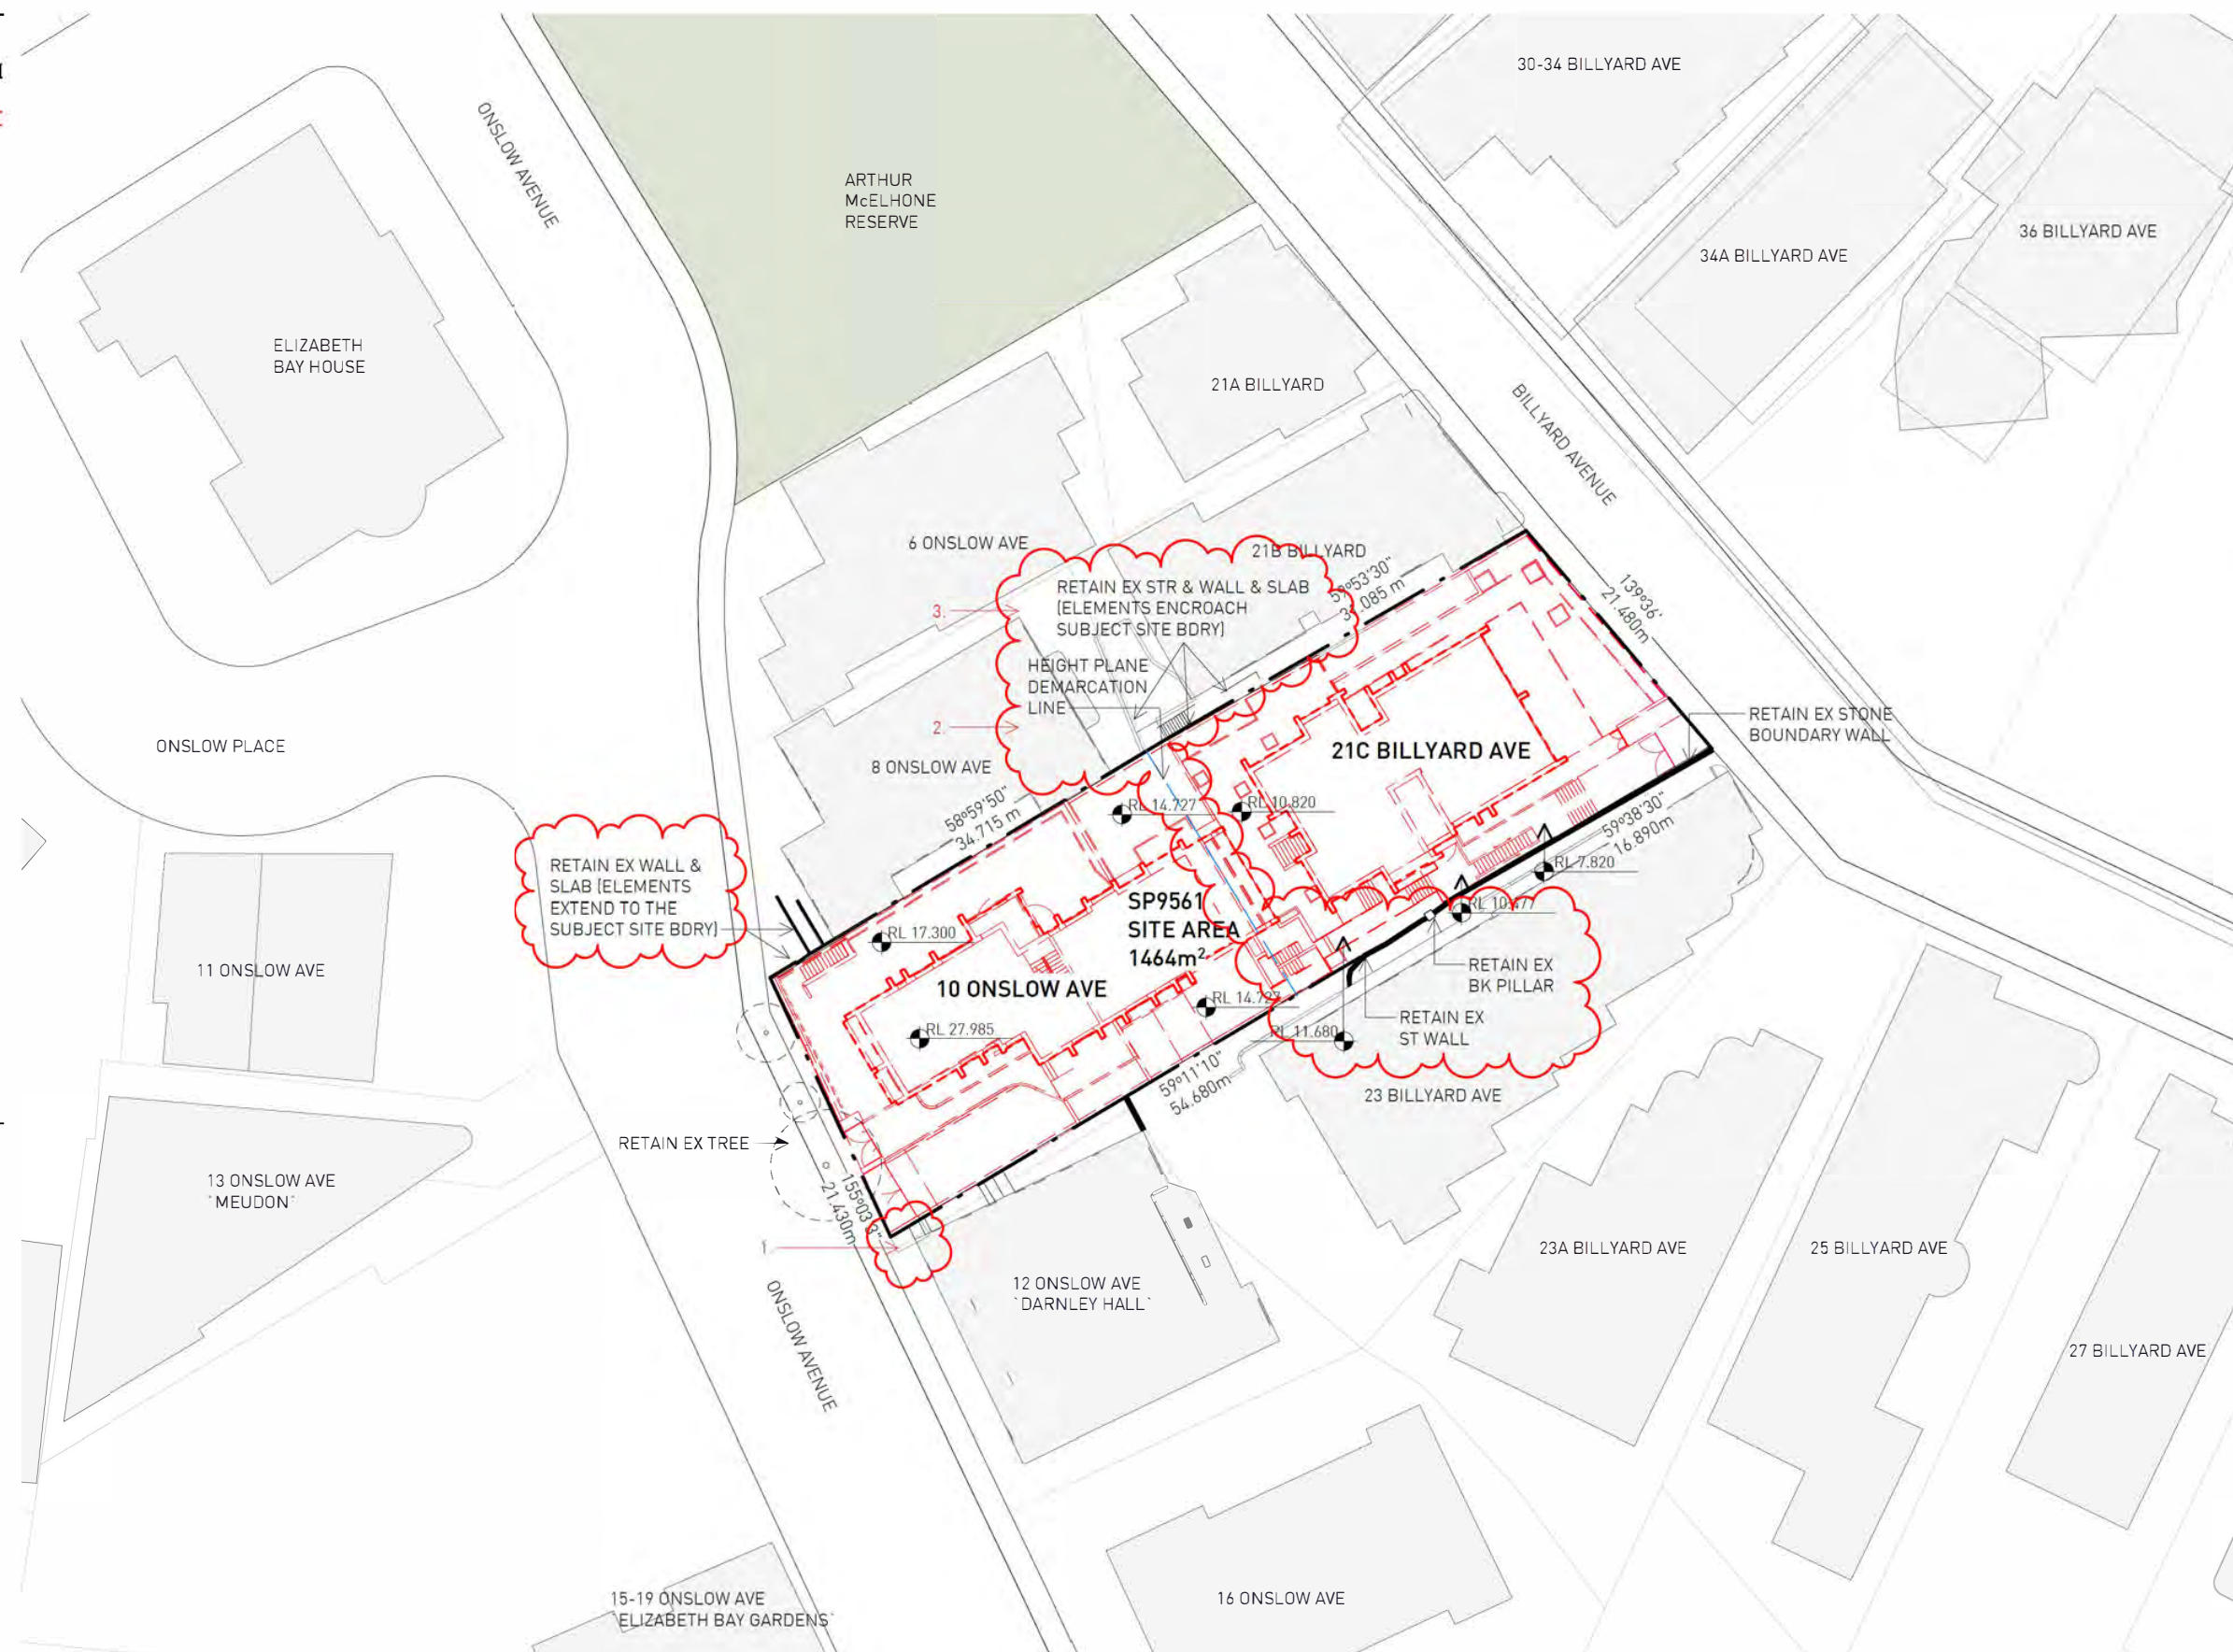 30-34 BILLYARD AVE
ONSLOW AVENUE
ARTHUR
McELHONE
RESERVE
36 BILLYARD AVE
34A BILLYARD AVE
ELIZABETH
BAY HOUSE
21A BILLYARD
BILLYARD AVENUE
6 ONSLOW AVE
21B BILLYARD
139°36'
21.480m
3.
RETAIN EX STR & WALL & SLAB
(ELEMENTS ENCROACH
SUBJECT SITE BDRY)
HEIGHT PLANE
DEMARCATION
LINE
2.
RETAIN EX STONE
BOUNDARY WALL
ONSLOW PLACE
21C BILLYARD AVE
8 ONSLOW AVE
58°59'50"
34.715 m
RL 14.727
RL 10.820
59°38'30"
16.890m
RL 7.820
RETAIN EX WALL &
SLAB (ELEMENTS
EXTEND TO THE
SUBJECT SITE BDRY)
SP9561
SITE AREA
1464m²
RL 17.300
RL 10.477
11 ONSLOW AVE
10 ONSLOW AVE
RETAIN EX
BK PILLAR
RL 14.727
RETAIN EX
ST WALL
RL 27.985
RL 11.680
59°11'10"
54.680m
23 BILLYARD AVE
RETAIN EX TREE
13 ONSLOW AVE
`MEUDON`
21.430m
1.
12 ONSLOW AVE
`DARNLEY HALL`
23A BILLYARD AVE
25 BILLYARD AVE
ONSLOW AVENUE
27 BILLYARD AVE
15-19 ONSLOW AVE
`ELIZABETH BAY GARDENS`
16 ONSLOW AVE